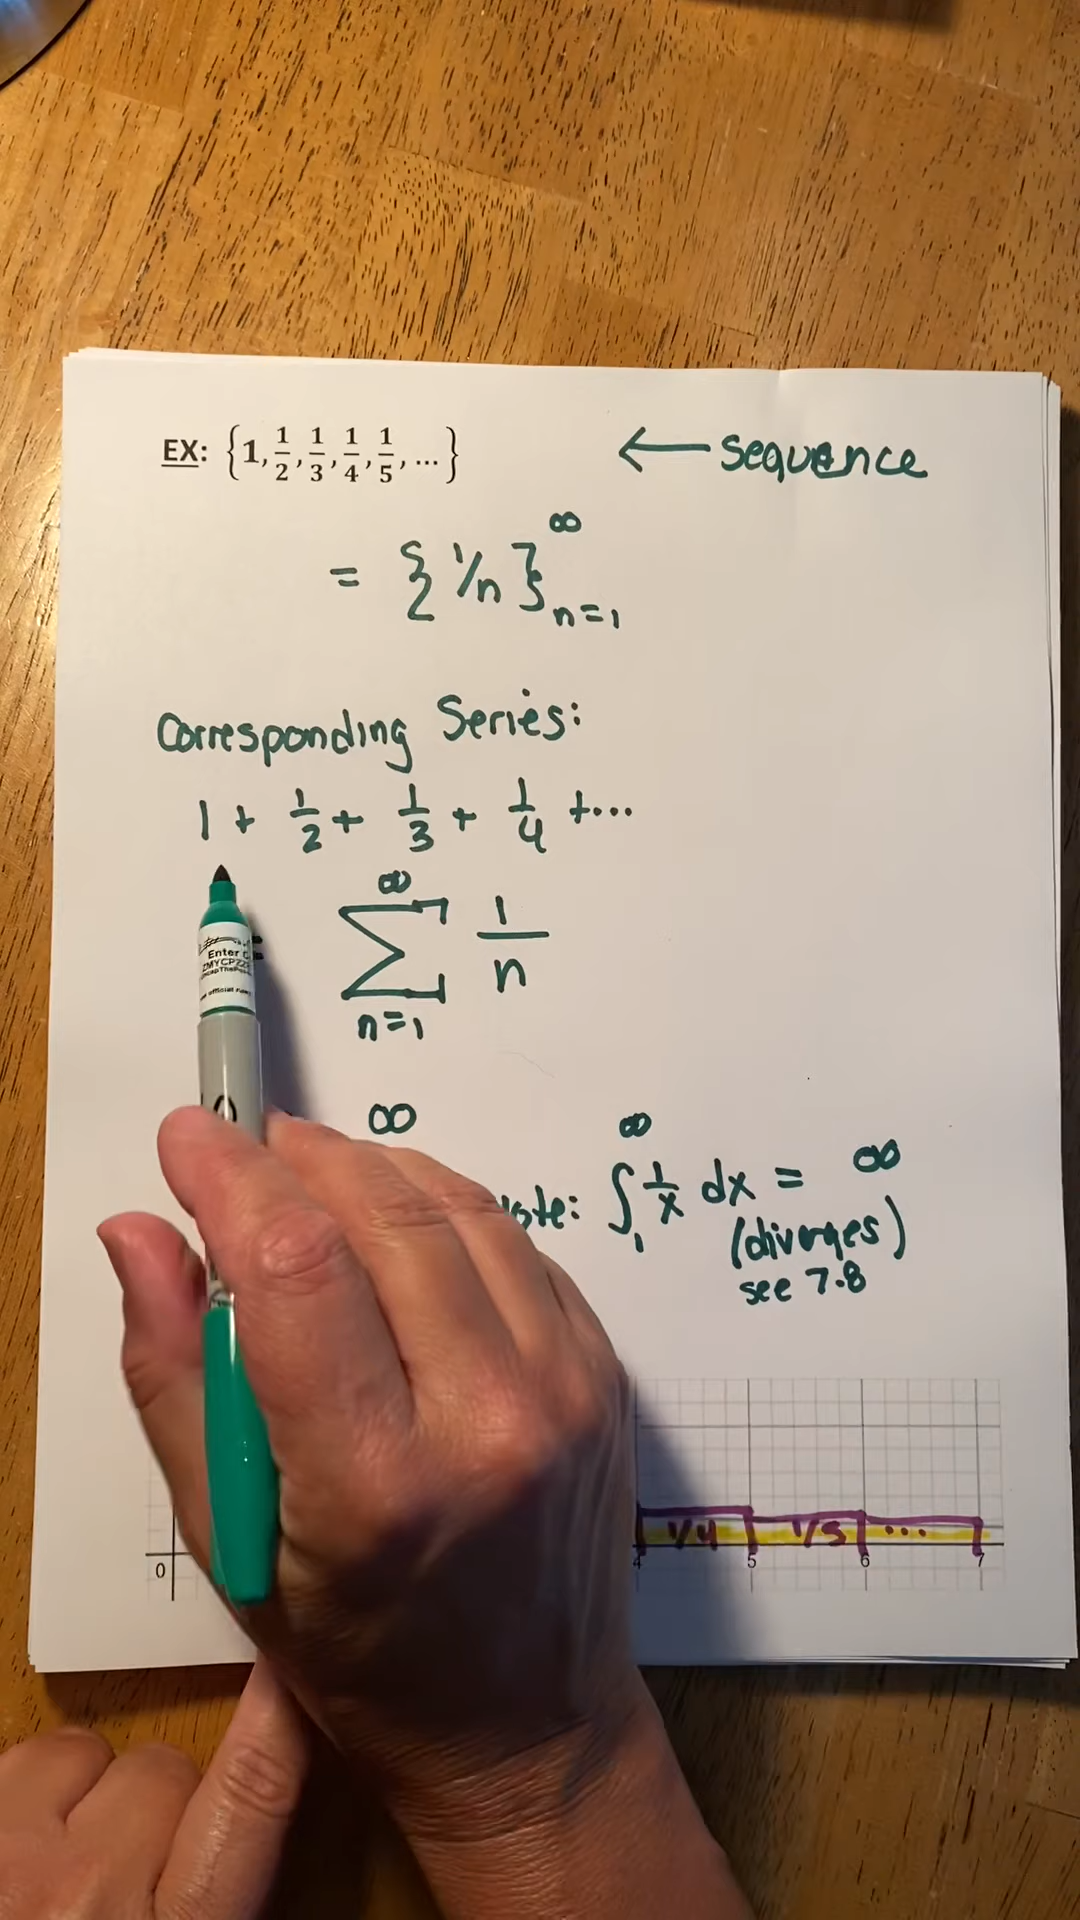 EX: {1, 1/2, 1/3, 1/4, 1/5, ...}
← sequence
= {1/n}_{n=1}^∞
Corresponding Series:
1 + 1/2 + 1/3 + 1/4 + ...
∞
Σ 1/n
n=1
∞
∫_1^∞ 1/x dx = ∞
(diverges)
see 7.8
1/4 1/5 ...
0 4 5 6 7
Enter